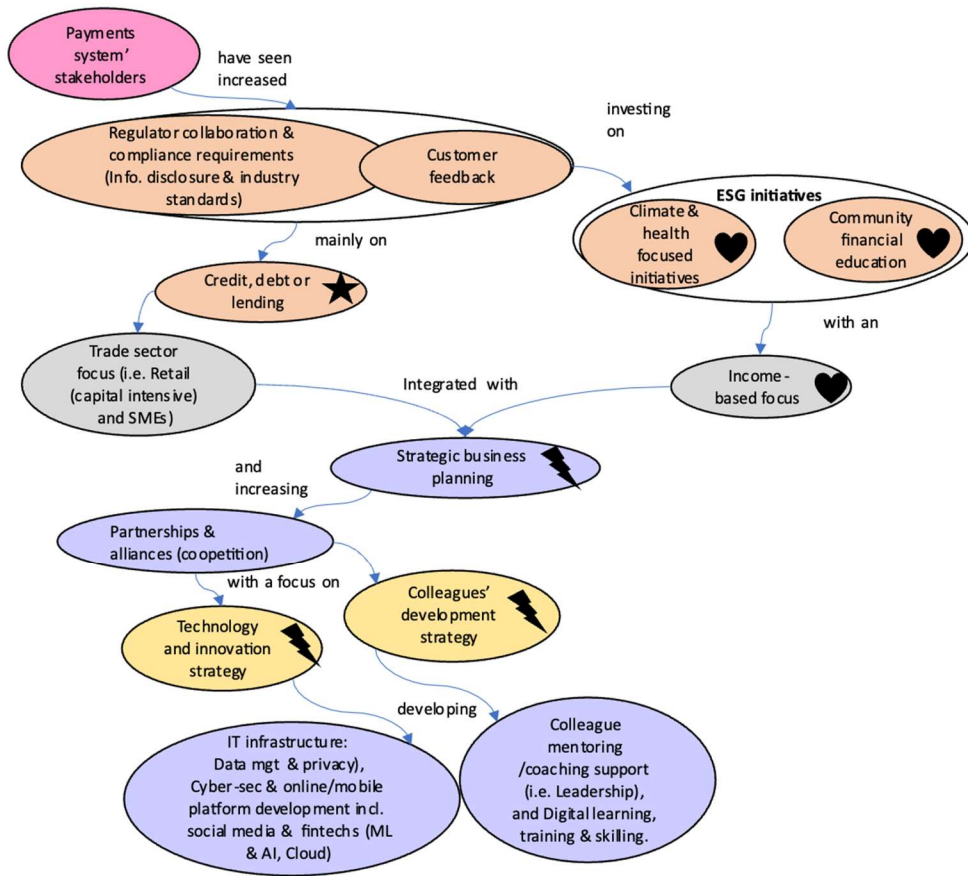 Payments
system'
stakeholders
have seen
increased
Regulator collaboration &
compliance requirements
(Info. disclosure & industry
standards)
Customer
feedback
investing
on
ESG initiatives
Climate &
health
focused
initiatives
Community
financial
education
mainly on
Credit, debt or
lending
with an
Trade sector
focus (i.e. Retail
(capital intensive)
and SMEs)
Integrated with
Income-
based focus
Strategic business
planning
and
increasing
Partnerships &
alliances (coopetition)
with a focus on
Colleagues'
development
strategy
Technology
and innovation
strategy
developing
IT infrastructure:
Data mgt & privacy),
Cyber-sec & online/mobile
platform development incl.
social media & fintechs (ML
& AI, Cloud)
Colleague
mentoring
/coaching support
(i.e. Leadership),
and Digital learning,
training & skilling.